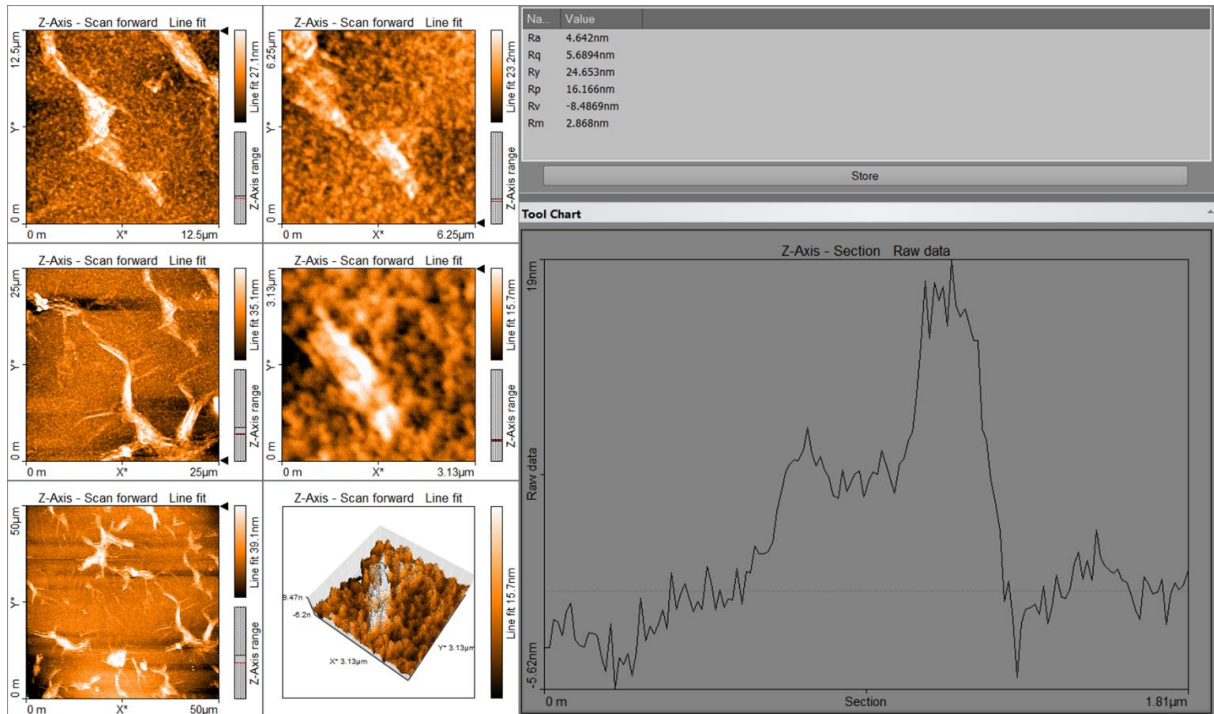 Z-Axis - Scan forward Line fit
12.5µm
Y*
0 m
0 m X* 12.5µm
Line fit 27.1nm
Z-Axis range
Z-Axis - Scan forward Line fit
6.25µm
Y*
0 m
0 m X* 6.25µm
Line fit 23.2nm
Z-Axis range
Z-Axis - Scan forward Line fit
25µm
Y*
0 m
0 m X* 25µm
Line fit 35.1nm
Z-Axis range
Z-Axis - Scan forward Line fit
3.13µm
Y*
0 m
0 m X* 3.13µm
Line fit 15.7nm
Z-Axis range
Z-Axis - Scan forward Line fit
50µm
Y*
0 m
0 m X* 50µm
Line fit 39.1nm
Z-Axis range
Z-Axis - Scan forward Line fit
-6.2n
X* 3.13µm
Y* 3.13µm
Line fit 15.7nm
Na... Value
Ra 4.642nm
Rq 5.6894nm
Ry 24.653nm
Rp 16.166nm
Rv -8.4869nm
Rm 2.868nm
Store
Tool Chart
Z-Axis - Section Raw data
19nm
Raw data
-5.62nm
0 m Section 1.81µm